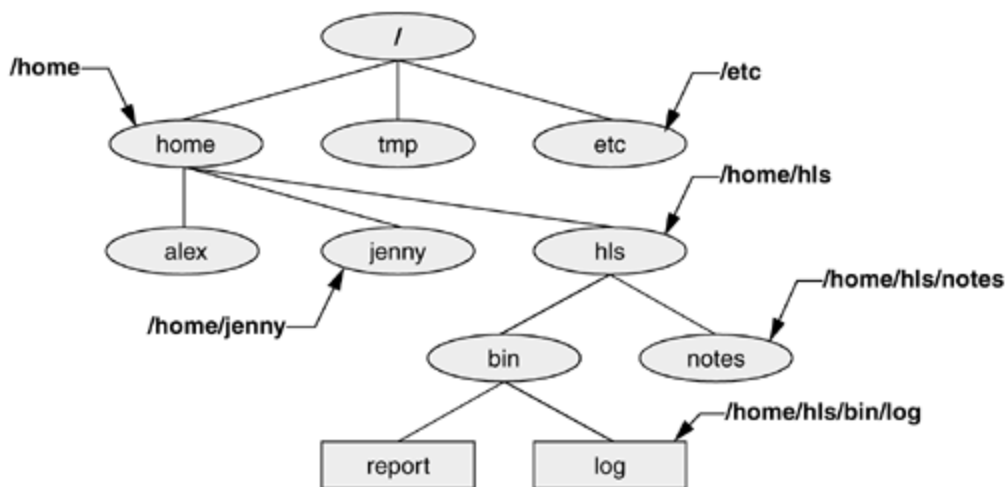 /
/home
/etc
home
tmp
etc
/home/hls
alex
jenny
hls
/home/hls/notes
/home/jenny
bin
notes
/home/hls/bin/log
report
log